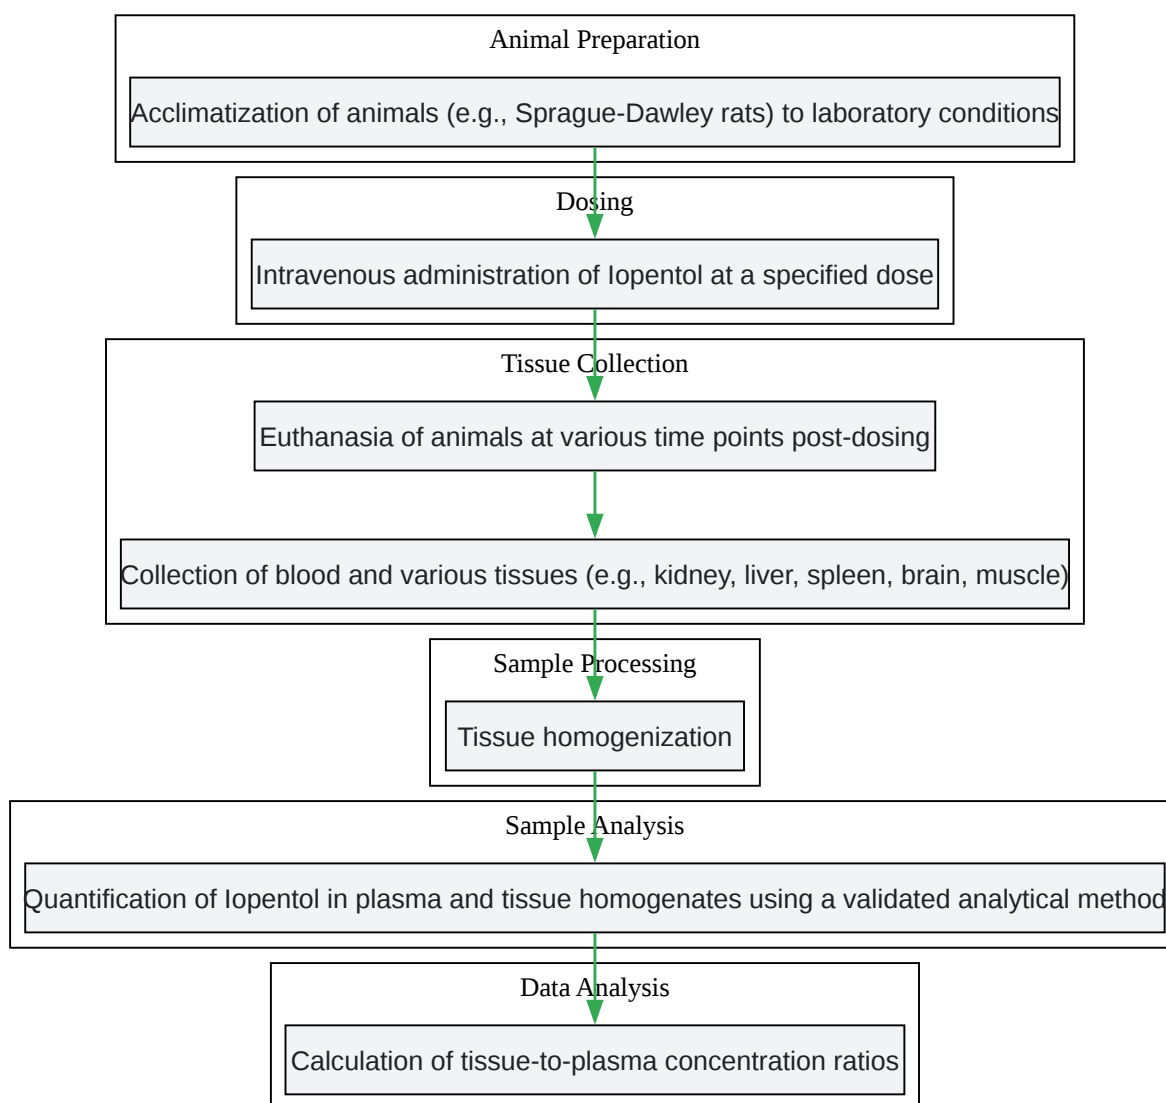 Animal Preparation
Acclimatization of animals (e.g., Sprague-Dawley rats) to laboratory conditions
Dosing
Intravenous administration of Iopentol at a specified dose
Tissue Collection
Euthanasia of animals at various time points post-dosing
Collection of blood and various tissues (e.g., kidney, liver, spleen, brain, muscle)
Sample Processing
Tissue homogenization
Sample Analysis
Quantification of Iopentol in plasma and tissue homogenates using a validated analytical method
Data Analysis
Calculation of tissue-to-plasma concentration ratios